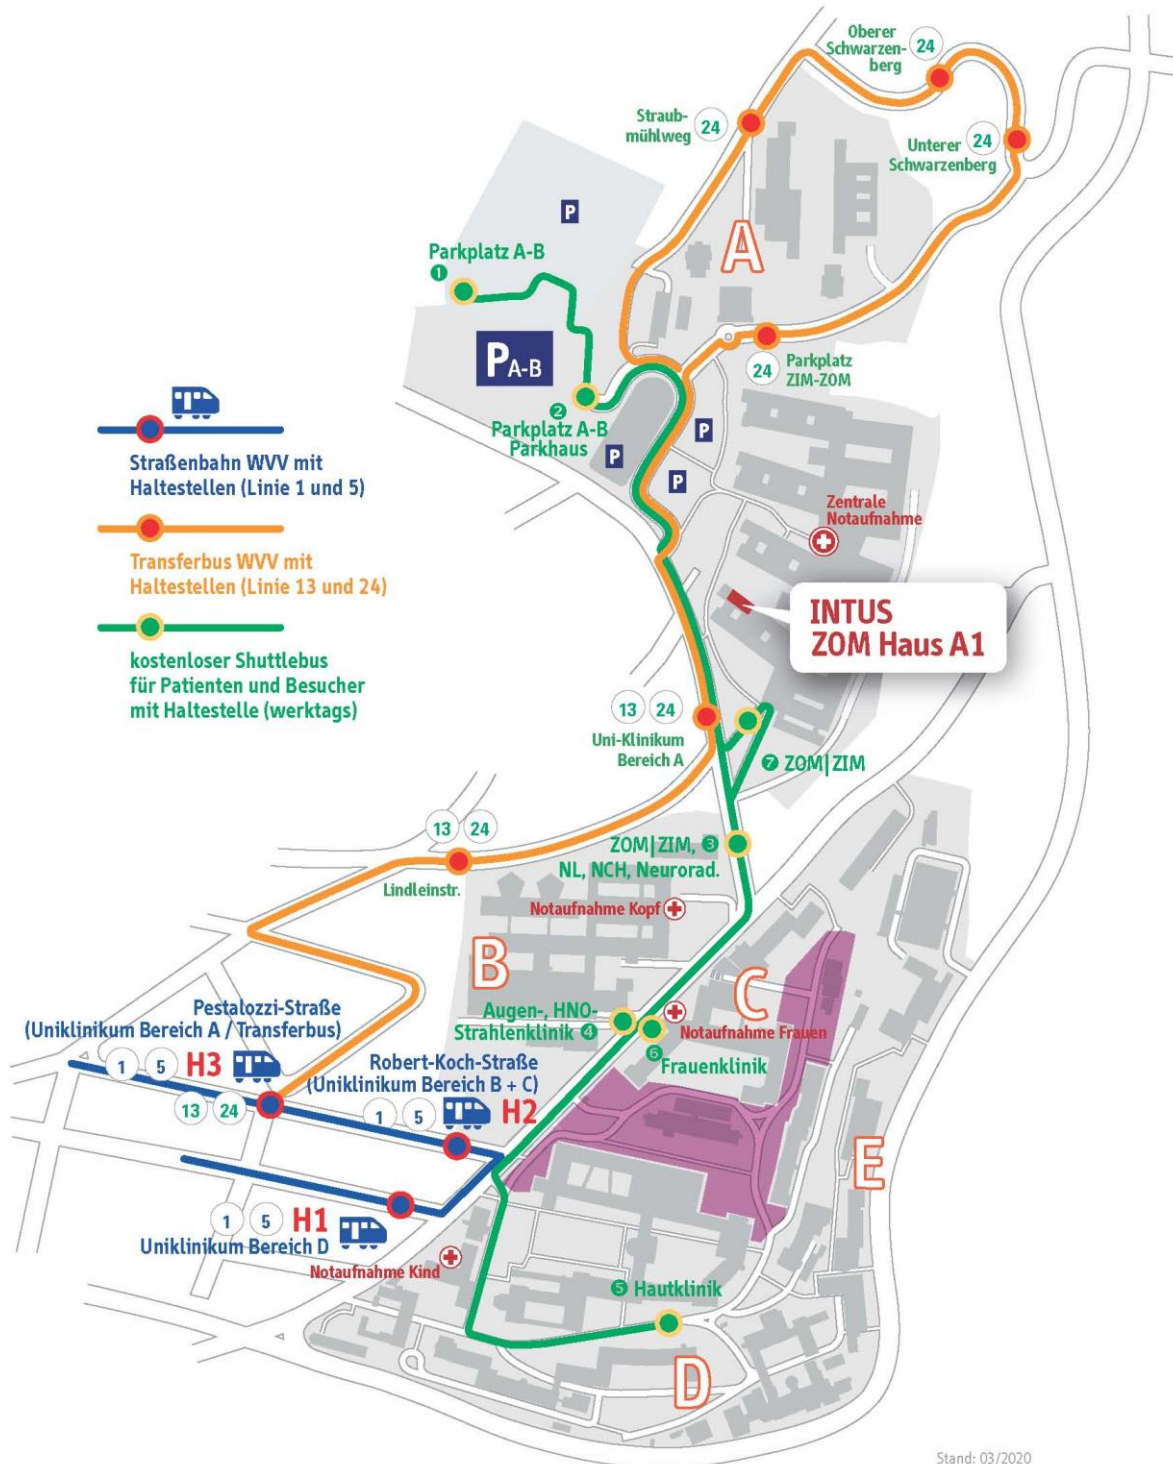 Oberer
Schwarzen-
berg
24
Straub-
mühlweg
24
Unterer
Schwarzenberg
24
A
P
Parkplatz A-B
1
PA-B
24
Parkplatz
ZIM-ZOM
2
Parkplatz A-B
Parkhaus
P
P
P
Straßenbahn WVV mit
Haltestellen (Linie 1 und 5)
Transferbus WVV mit
Haltestellen (Linie 13 und 24)
kostenloser Shuttlebus
für Patienten und Besucher
mit Haltestelle (werktags)
Zentrale
Notaufnahme
INTUS
ZOM Haus A1
13 24
Uni-Klinikum
Bereich A
7 ZOM|ZIM
13 24
Lindleinstr.
ZOM|ZIM, 3
NL, NCH, Neurorad.
Notaufnahme Kopf
B
C
Augen-, HNO-
Strahlenklinik 4
Notaufnahme Frauen
6
Frauenklinik
Pestalozzi-Straße
(Uniklinikum Bereich A / Transferbus)
1 5 H3
13 24
Robert-Koch-Straße
(Uniklinikum Bereich B + C)
1 5 H2
E
1 5 H1
Uniklinikum Bereich D
Notaufnahme Kind
5 Hautklinik
D
Stand: 03/2020